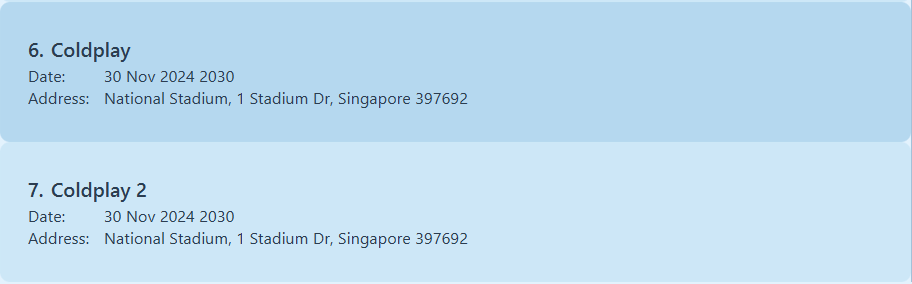 6. Coldplay
Date: 30 Nov 2024 2030
Address: National Stadium, 1 Stadium Dr, Singapore 397692
7. Coldplay 2
Date: 30 Nov 2024 2030
Address: National Stadium, 1 Stadium Dr, Singapore 397692